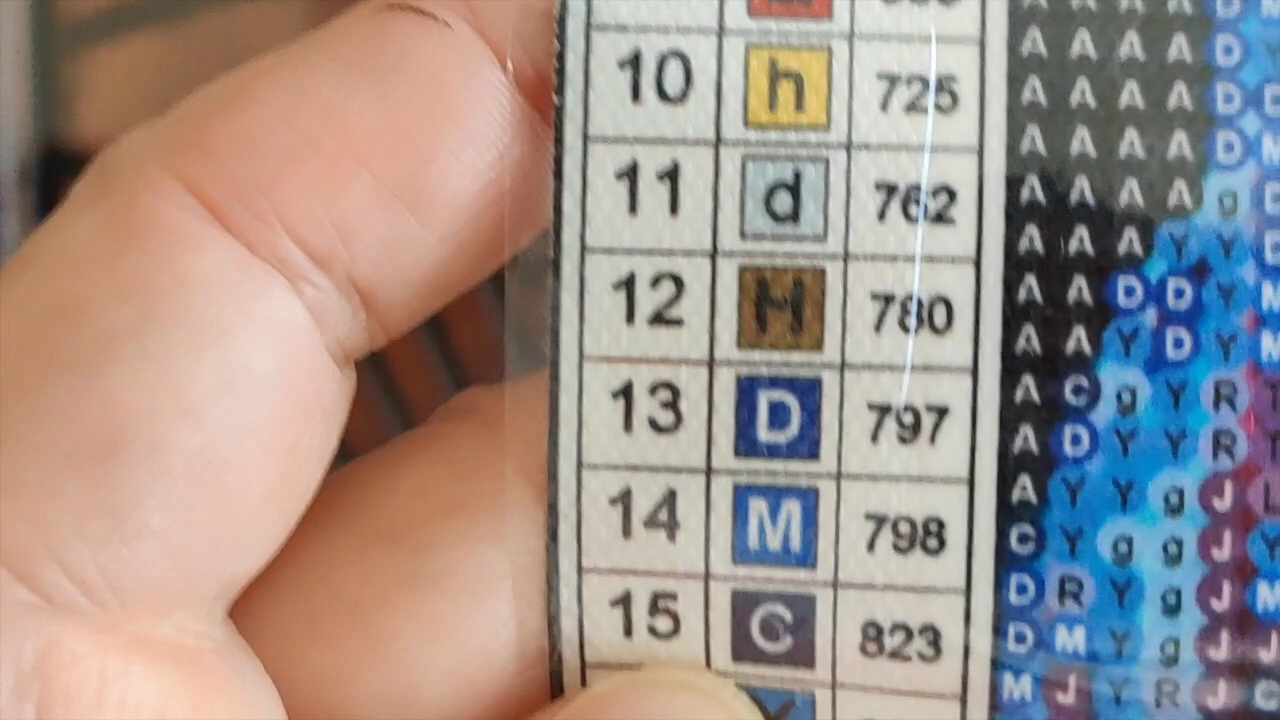 10 h 725
11 d 762
12 H 780
13 D 797
14 M 798
15 C 823
A A A A D
A A A A D
A A A A D
A A A A g
A A A Y Y
A A D D Y
A A Y D Y
A C g Y R
A D Y Y R
A Y Y g J L
C Y g g J Y
D R Y g J M
D M Y g J J
M J Y R J C